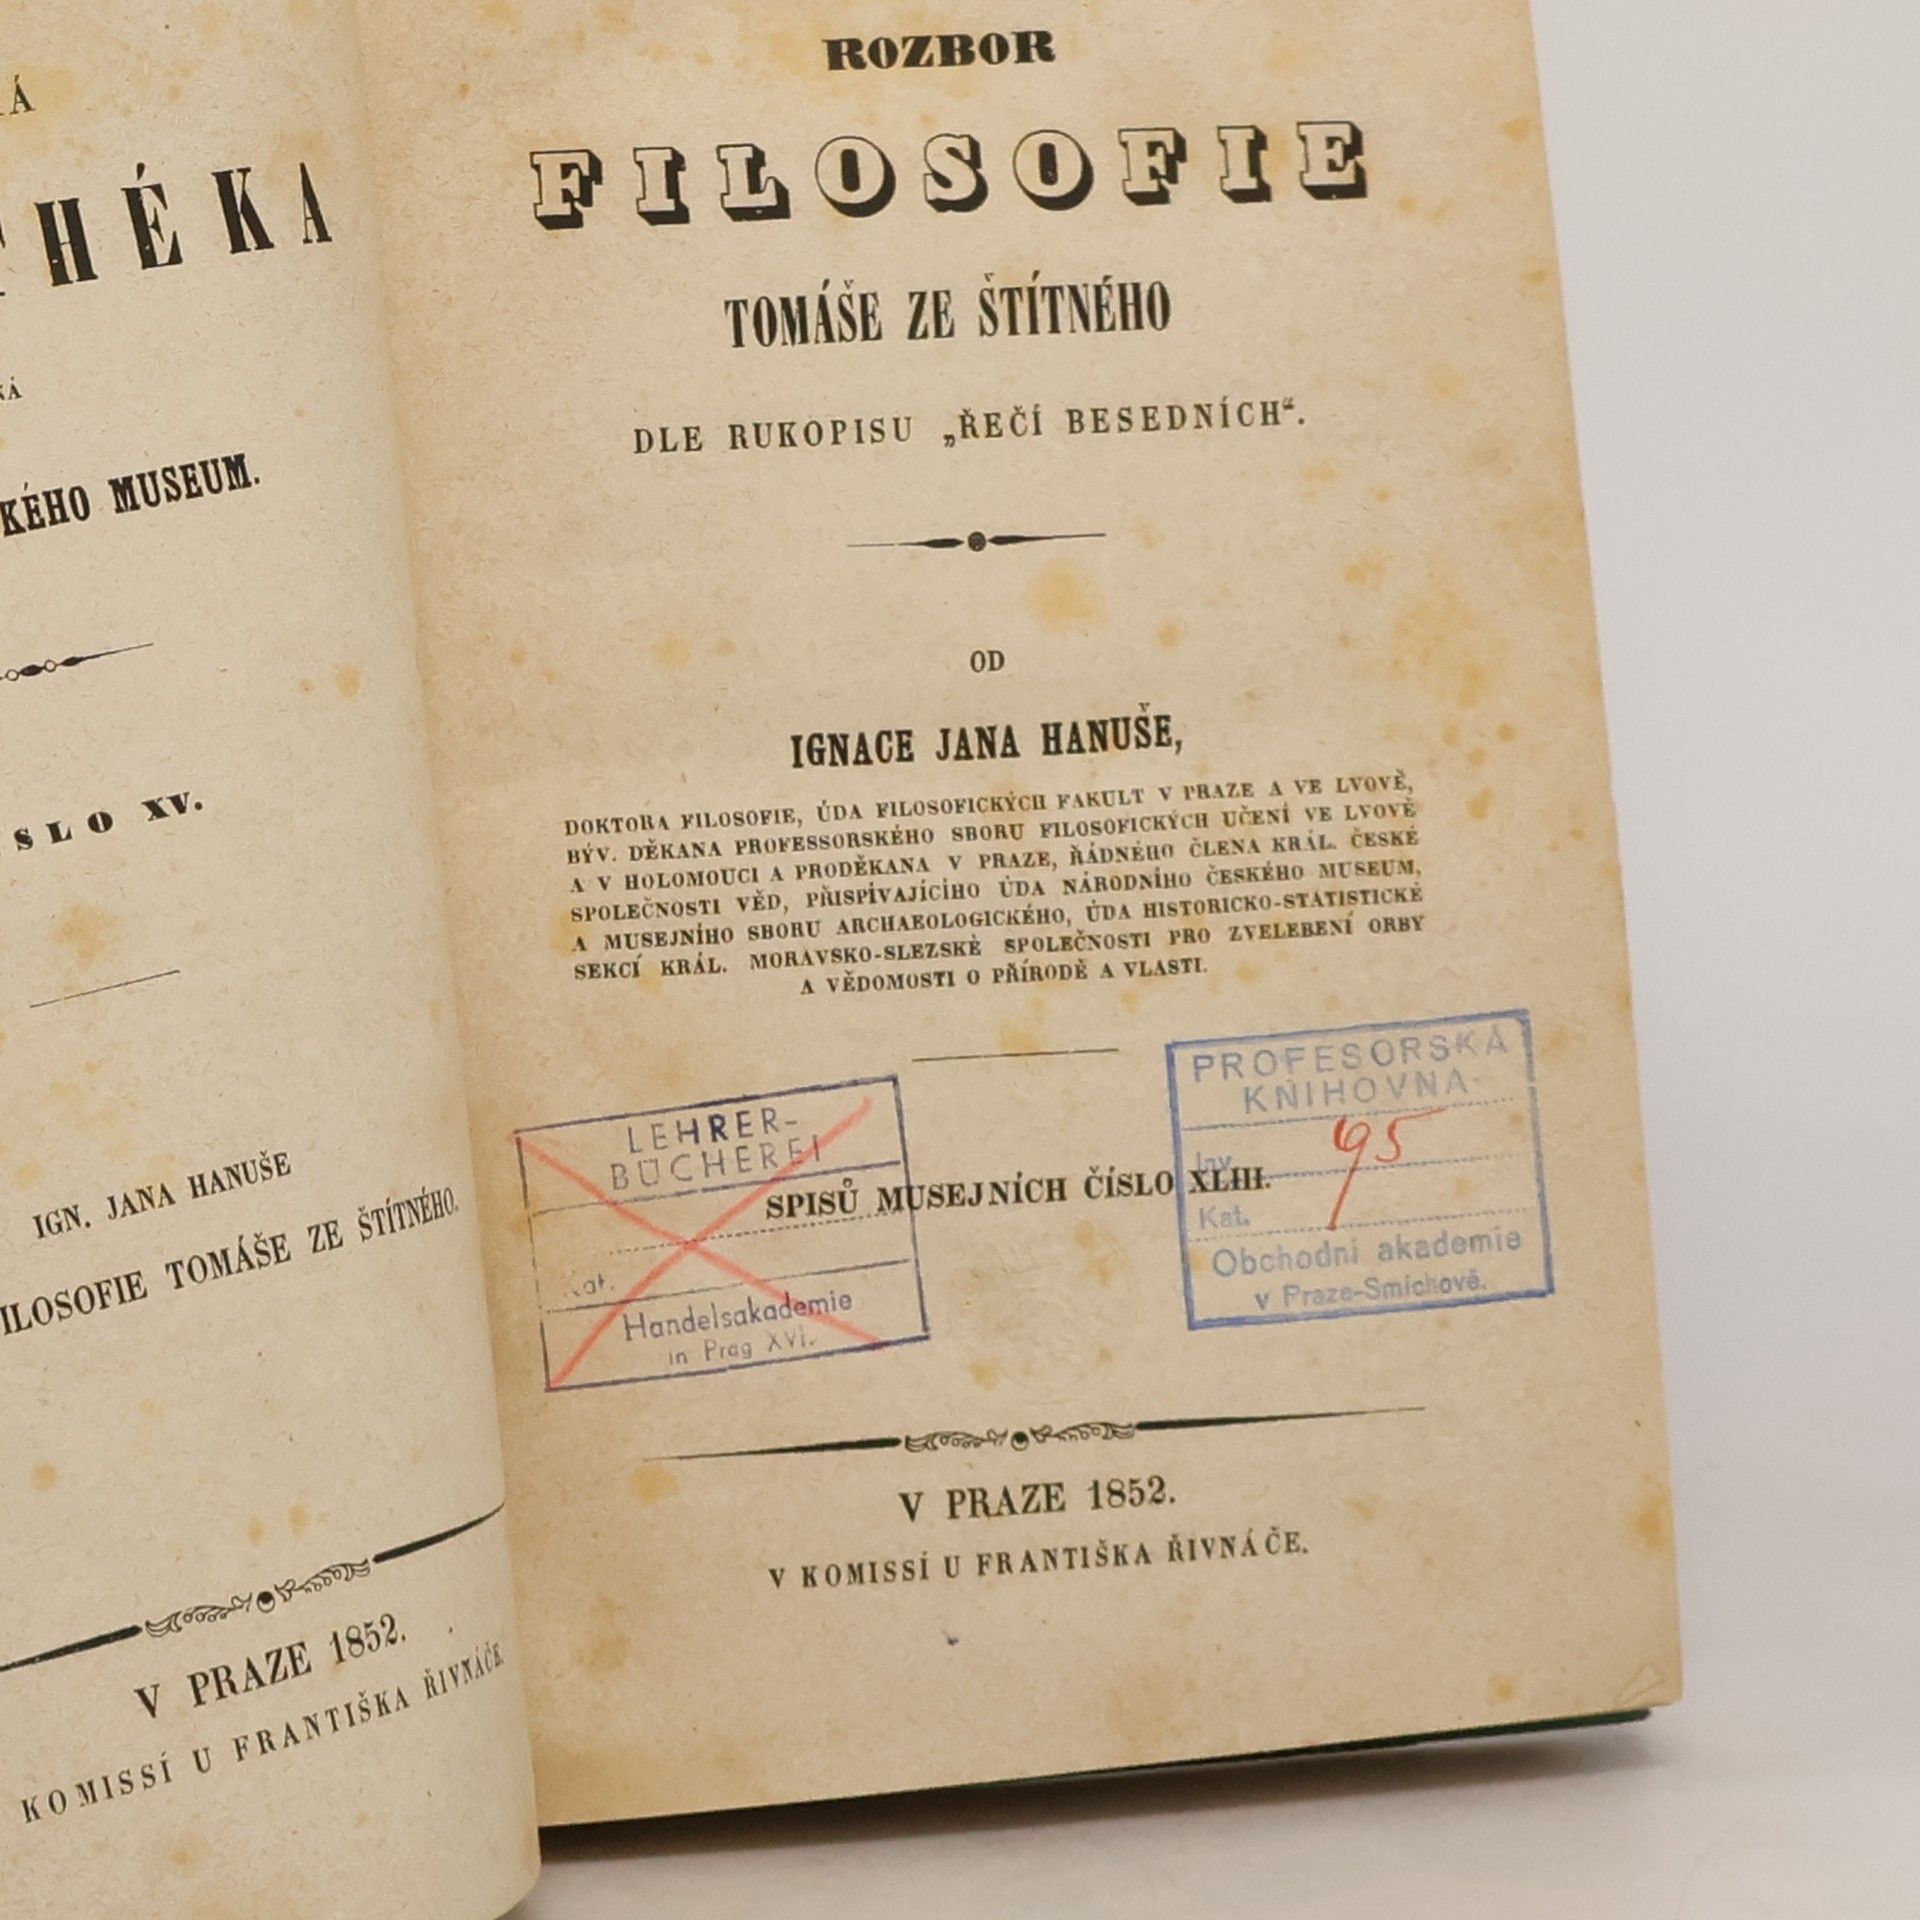 HÉKA
KÉHO MUSEUM.
SLO XV.
IGN. JANA HANUŠE
ILOSOFIE TOMÁŠE ZE ŠTÍTNÉHO.
V PRAZE 1852.
KOMISSÍ U FRANTIŠKA ŘIVNÁČE.
ROZBOR
FILOSOFIE
TOMÁŠE ZE ŠTÍTNÉHO
DLE RUKOPISU „ŘEČÍ BESEDNÍCH“.
OD
IGNACE JANA HANUŠE,
DOKTORA FILOSOFIE, ÚDA FILOSOFICKÝCH FAKULT V PRAZE A VE LVOVĚ,
BÝV. DĚKANA PROFESSORSKÉHO SBORU FILOSOFICKÝCH UČENÍ VE LVOVĚ
A V HOLOMOUCI A PRODĚKANA V PRAZE, ŘÁDNÉHO ČLENA KRÁL. ČESKÉ
SPOLEČNOSTI VĚD, PŘISPÍVAJÍCÍHO ÚDA NÁRODNÍHO ČESKÉHO MUSEUM,
A MUSEJNÍHO SBORU ARCHAEOLOGICKÉHO, ÚDA HISTORICKO-STATISTICKÉ
SEKCÍ KRÁL. MORAVSKO-SLEZSKÉ SPOLEČNOSTI PRO ZVELEBENÍ ORBY
A VĚDOMOSTI O PŘÍRODĚ A VLASTI.
LEHRER-
BÜCHEREI
Kat.
Handelsakademie
in Prag XVI.
SPISŮ MUSEJNÍCH ČÍSLO XLIII.
PROFESORSKÁ
KNIHOVNA
Inv.
95
Kat.
Obchodní akademie
v Praze-Smíchově.
V PRAZE 1852.
V KOMISSÍ U FRANTIŠKA ŘIVNÁČE.